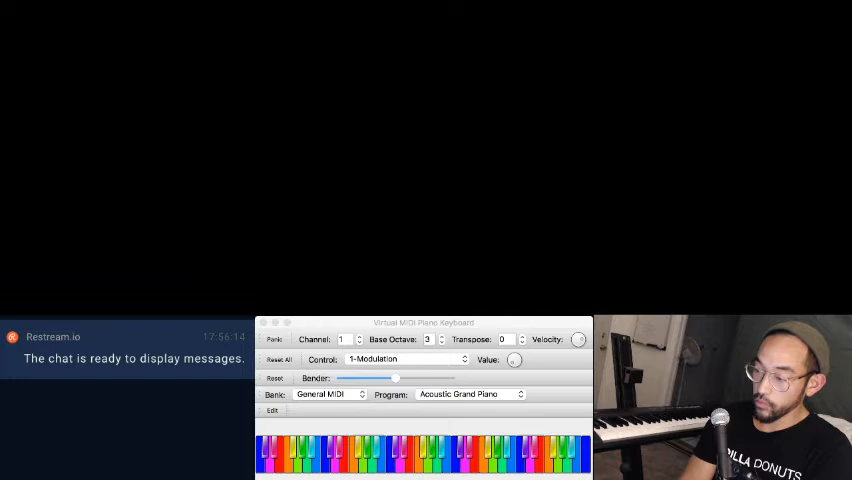 Restream.io 17:56:14
The chat is ready to display messages.
Virtual MIDI Piano Keyboard
Panic Channel: 1 Base Octave: 3 Transpose: 0 Velocity:
Reset All Control: 1-Modulation Value:
Reset Bender:
Bank: General MIDI Program: Acoustic Grand Piano
Edit
ILLA DONUTS